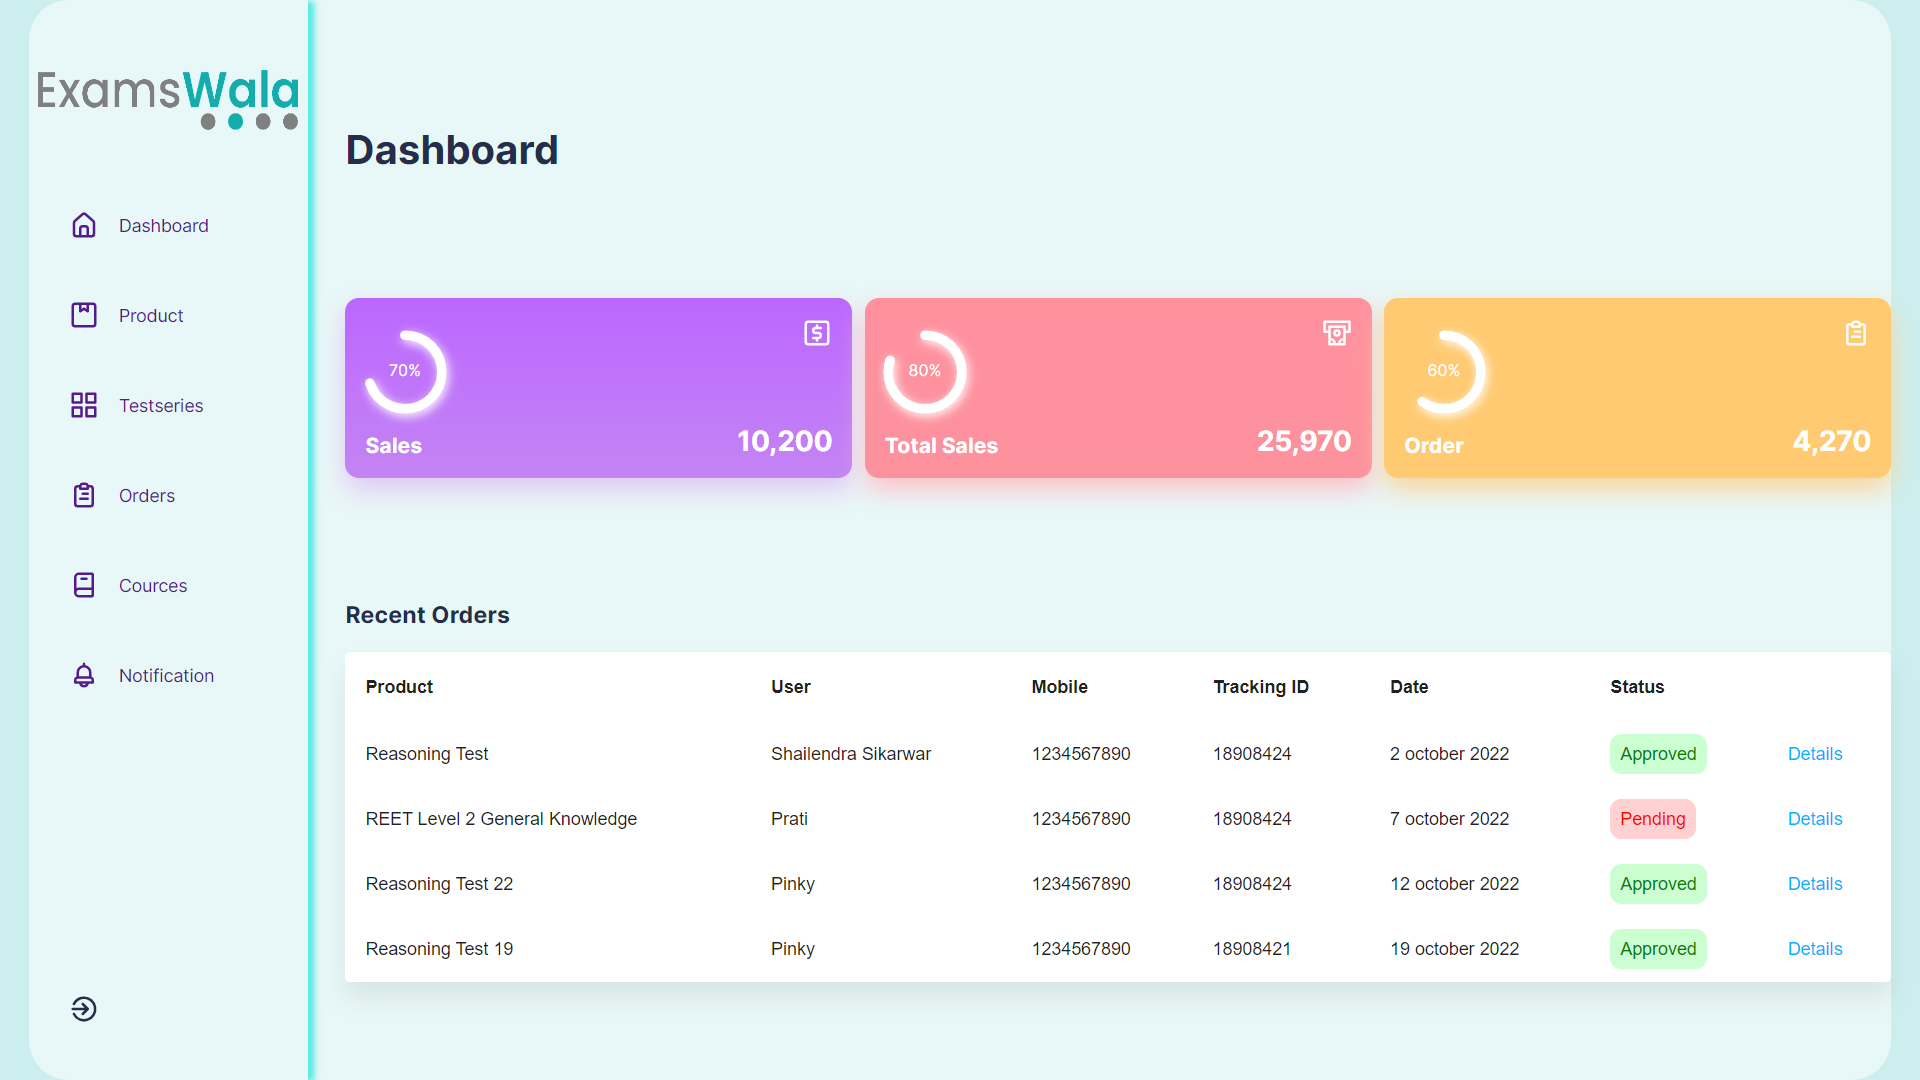 ExamsWala
Dashboard
Product
Testseries
Orders
Cources
Notification
Dashboard
70%
Sales
10,200
80%
Total Sales
25,970
60%
Order
4,270
Recent Orders
Product User Mobile Tracking ID Date Status
Reasoning Test Shailendra Sikarwar 1234567890 18908424 2 october 2022 Approved Details
REET Level 2 General Knowledge Prati 1234567890 18908424 7 october 2022 Pending Details
Reasoning Test 22 Pinky 1234567890 18908424 12 october 2022 Approved Details
Reasoning Test 19 Pinky 1234567890 18908421 19 october 2022 Approved Details